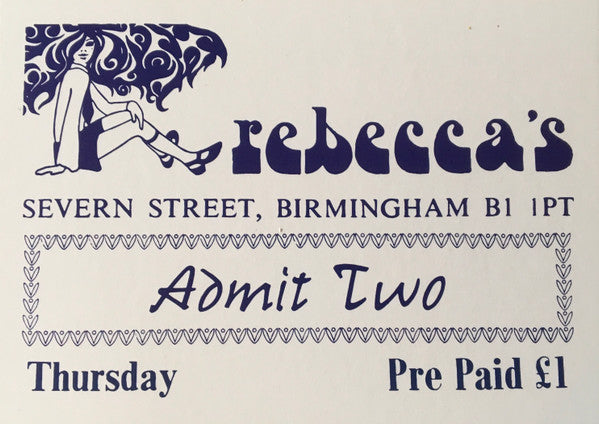 rebecca's
SEVERN STREET, BIRMINGHAM B1 1PT
Admit Two
Thursday Pre Paid £1